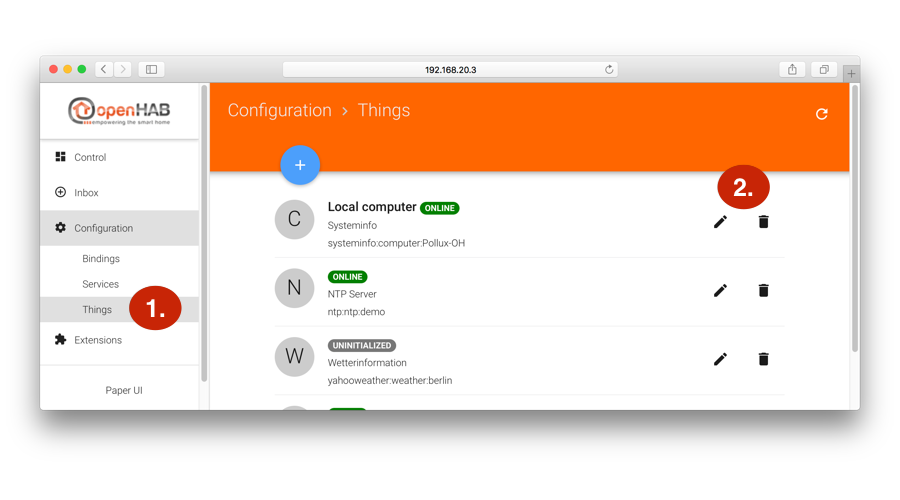 192.168.20.3
openHAB
empowering the smart home
Control
Inbox
Configuration
Bindings
Services
Things
1.
Extensions
Paper UI
Configuration > Things
+
2.
C
Local computer ONLINE
Systeminfo
systeminfo:computer:Pollux-OH
N
ONLINE
NTP Server
ntp:ntp:demo
W
UNINITIALIZED
Wetterinformation
yahooweather:weather:berlin